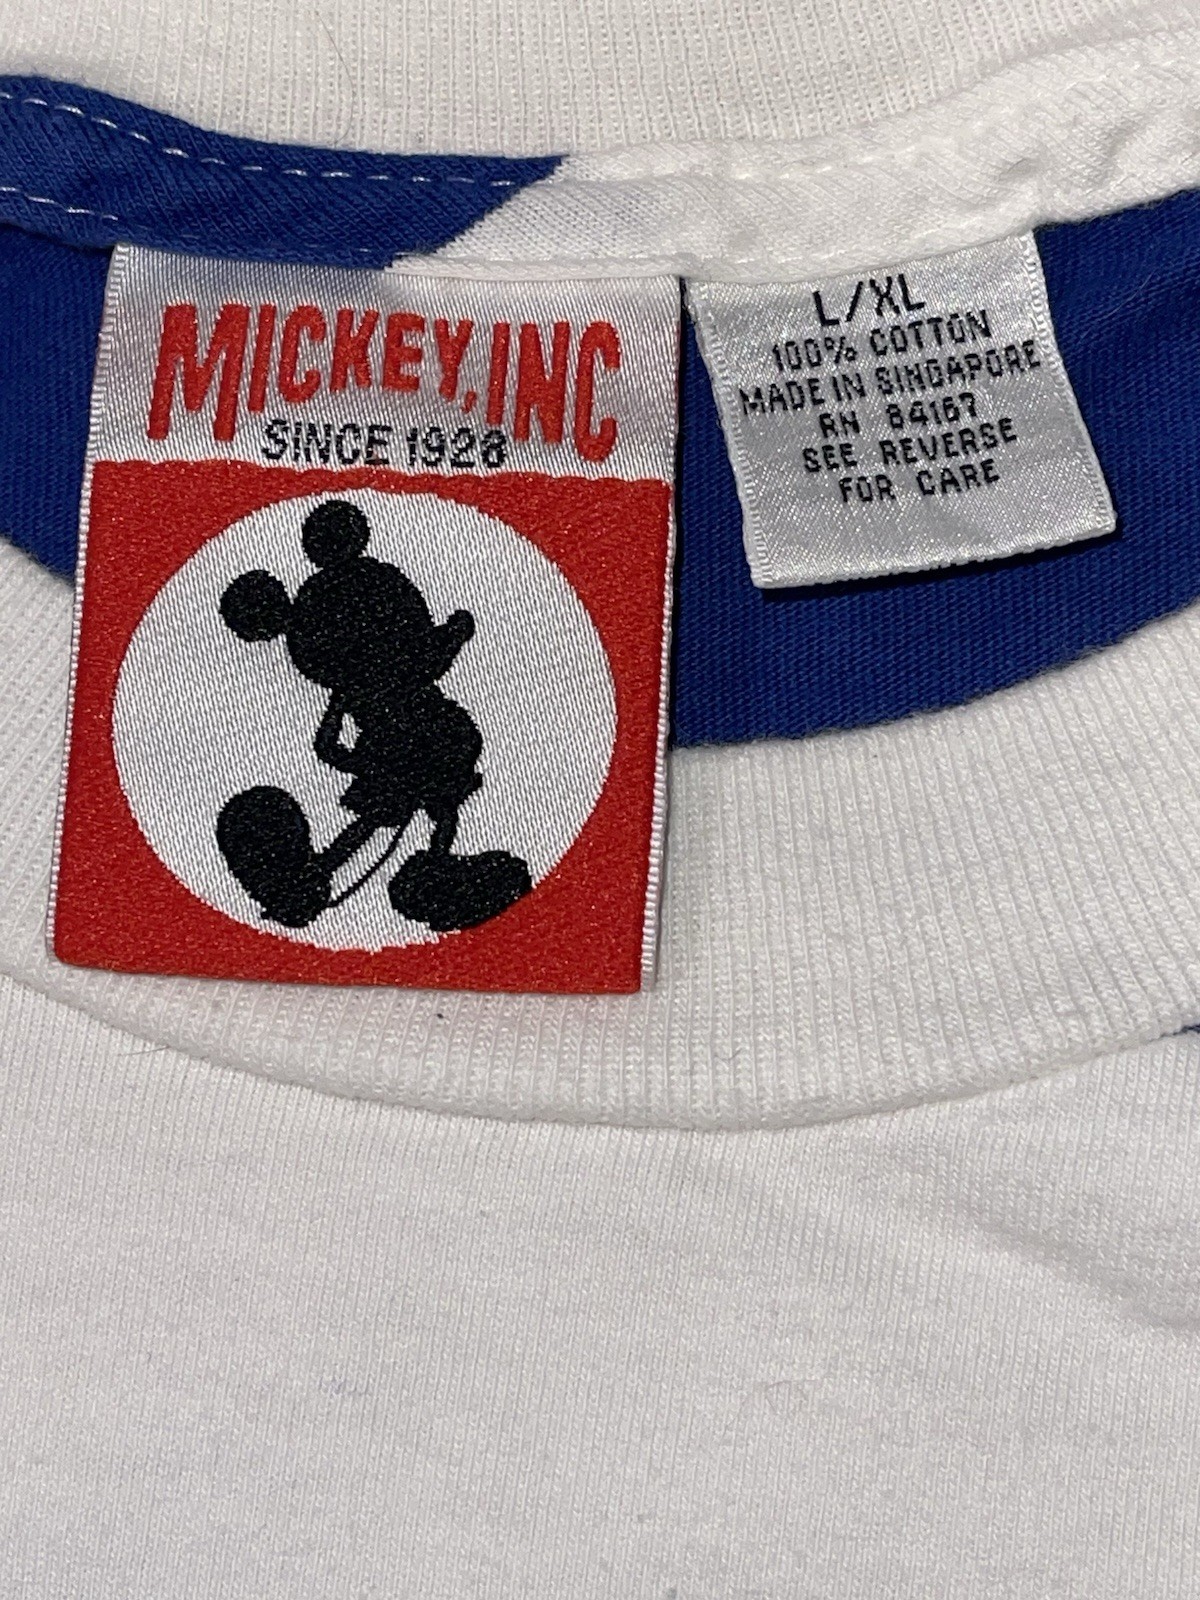 MICKEY, INC
SINCE 1928
L/XL
100% COTTON
MADE IN SINGAPORE
RN 84167
SEE REVERSE
FOR CARE